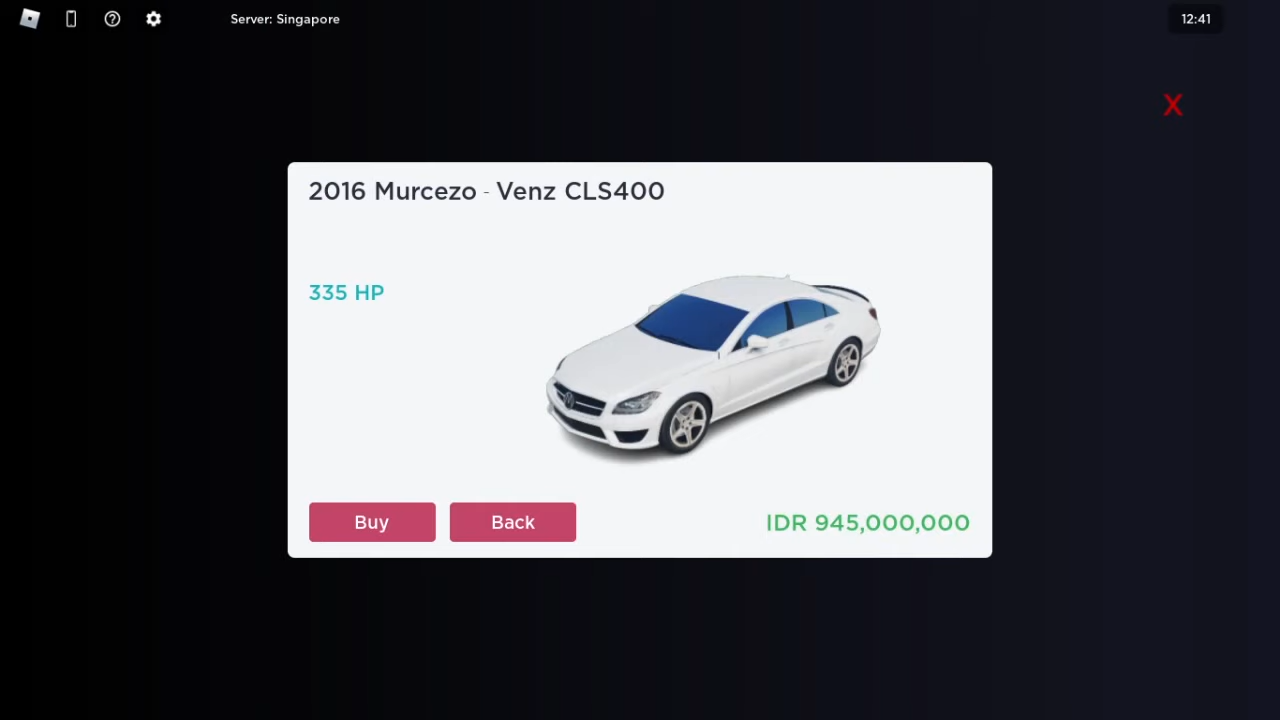 Server: Singapore
12:41
X
2016 Murcezo - Venz CLS400
335 HP
Buy
Back
IDR 945,000,000